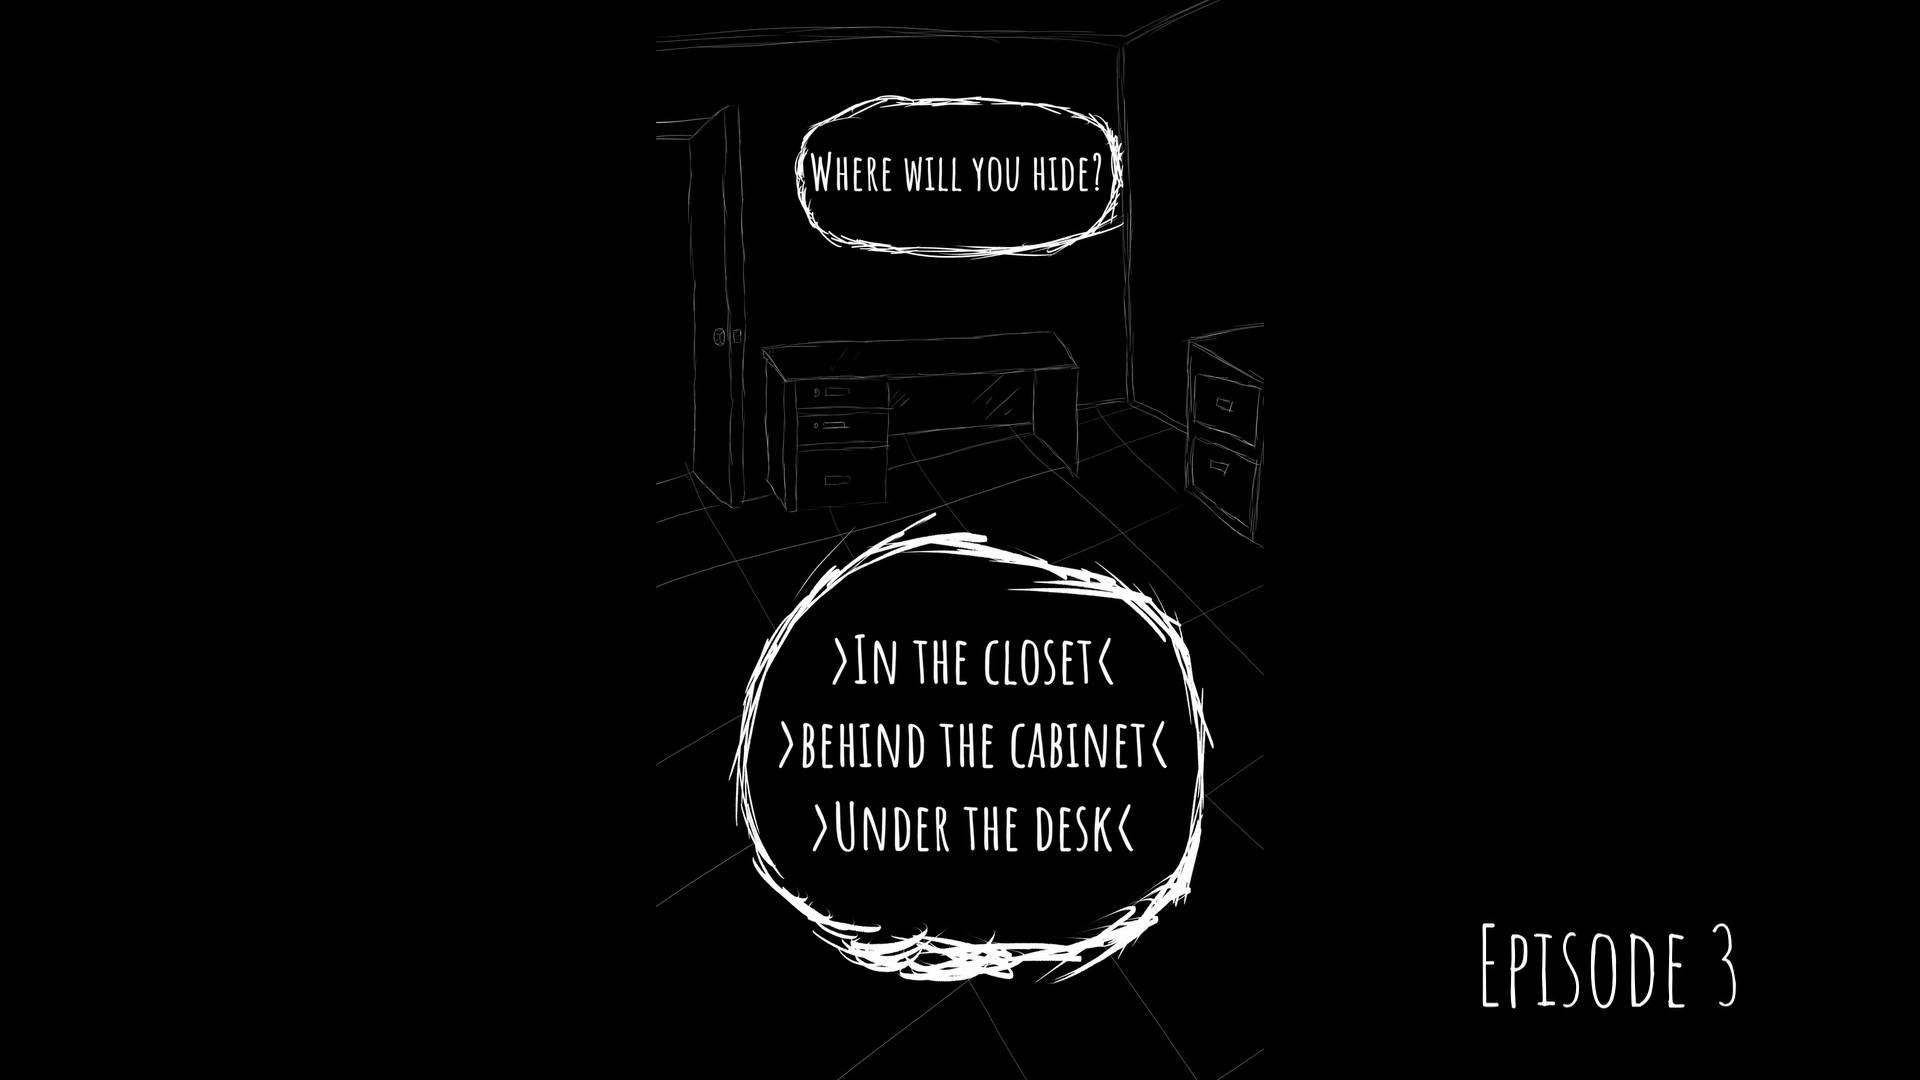 Where will you hide?
>In the closet<
>behind the cabinet<
>Under the desk<
Episode 3